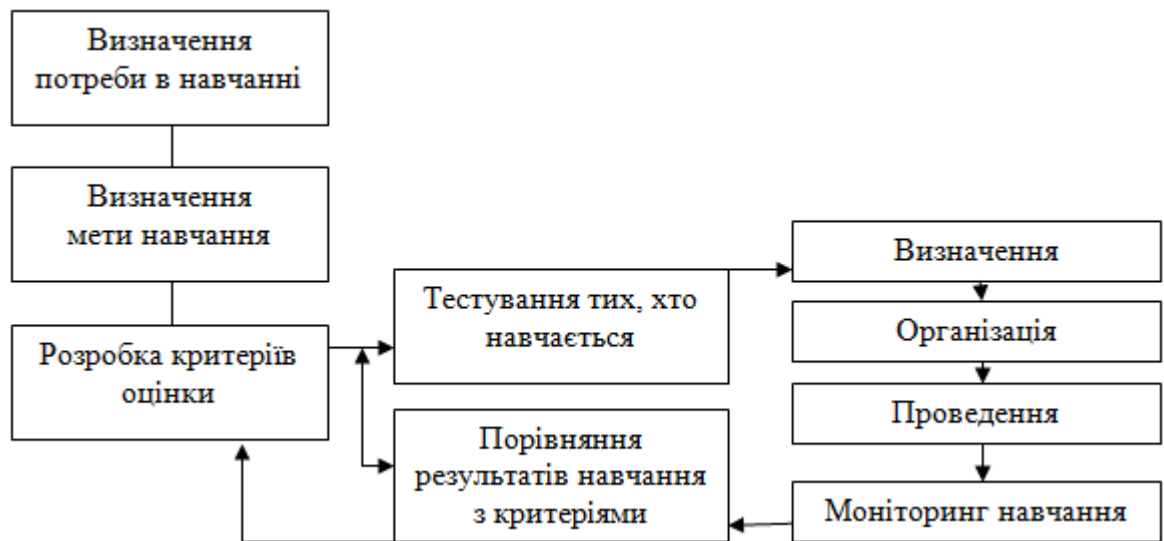 Визначення
потреби в навчанні
Визначення
мети навчання
Розробка критеріїв
оцінки
Тестування тих, хто
навчається
Порівняння
результатів навчання
з критеріями
Визначення
Організація
Проведення
Моніторинг навчання